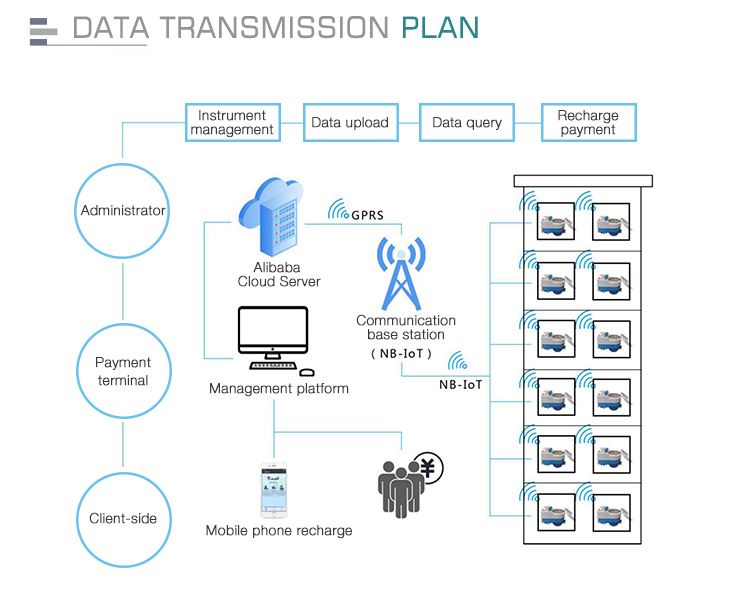 DATA TRANSMISSION PLAN
Instrument
management
Data upload
Data query
Recharge
payment
Administrator
GPRS
Alibaba
Cloud Server
Communication
base station
( NB-IoT )
NB-IoT
Payment
terminal
Management platform
¥
Client-side
Mobile phone recharge